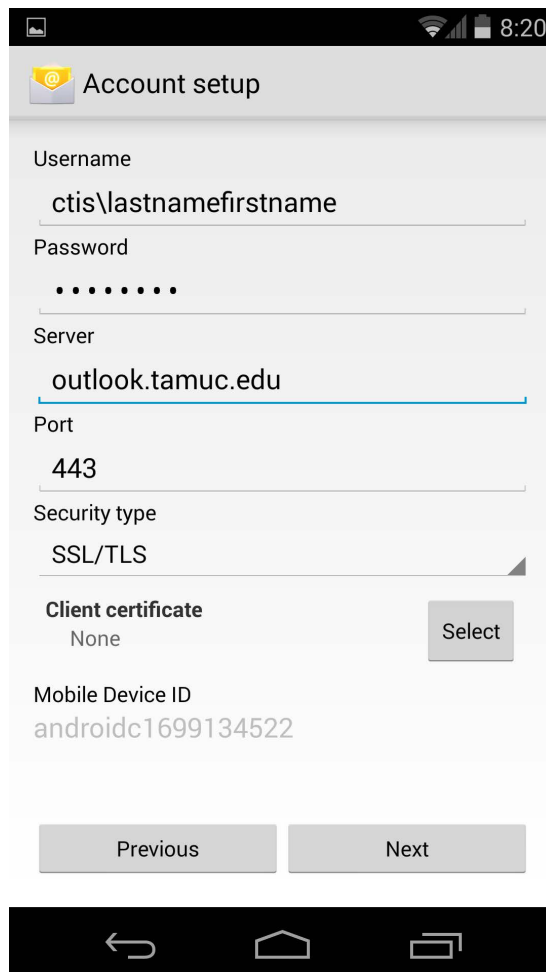 8:20
Account setup
Username
ctis\lastnamefirstname
Password
••••••••
Server
outlook.tamuc.edu
Port
443
Security type
SSL/TLS
Client certificate
None
Select
Mobile Device ID
androidc1699134522
Previous
Next